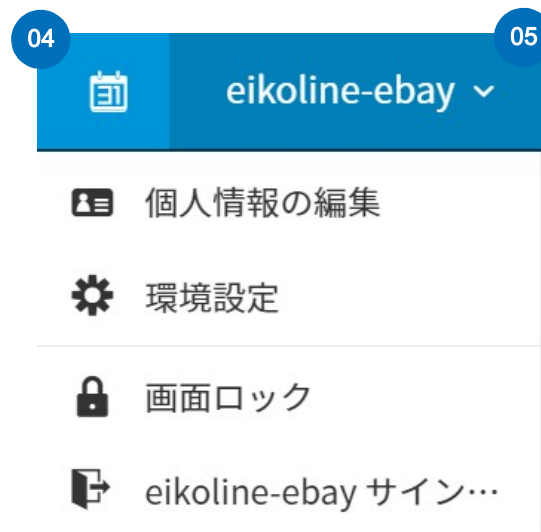 04
05
31
eikoline-ebay
個人情報の編集
環境設定
画面ロック
eikoline-ebay サイン…